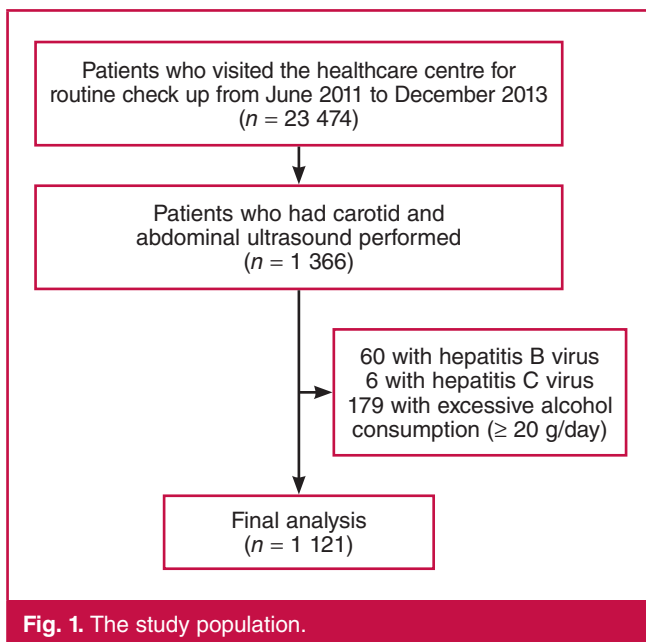 Patients who visited the healthcare centre for
routine check up from June 2011 to December 2013
(n = 23 474)
Patients who had carotid and
abdominal ultrasound performed
(n = 1 366)
60 with hepatitis B virus
6 with hepatitis C virus
179 with excessive alcohol
consumption (≥ 20 g/day)
Final analysis
(n = 1 121)
Fig. 1. The study population.